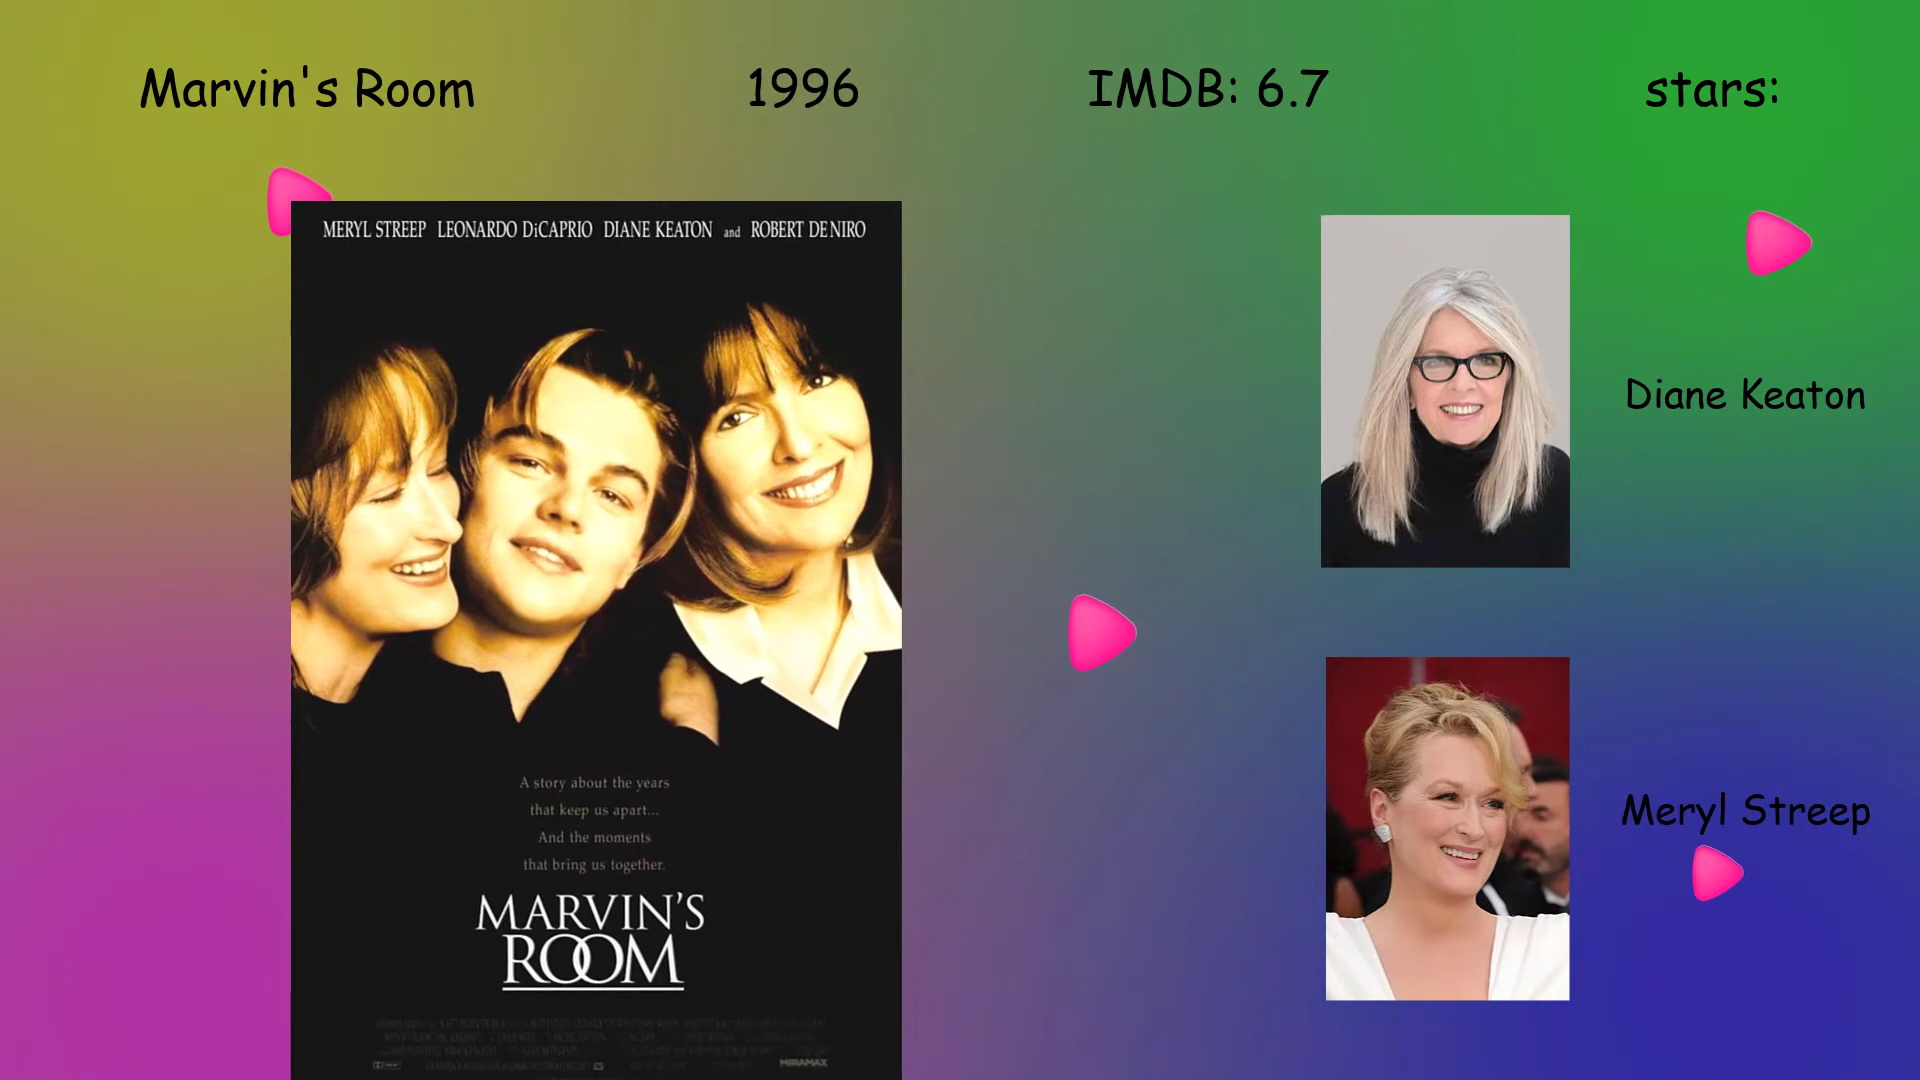 Marvin's Room 1996 IMDB: 6.7 stars:
MERYL STREEP LEONARDO DiCAPRIO DIANE KEATON and ROBERT DE NIRO
Diane Keaton
A story about the years
that keep us apart...
And the moments
that bring us together.
MARVIN'S
ROOM
MIRAMAX
Meryl Streep